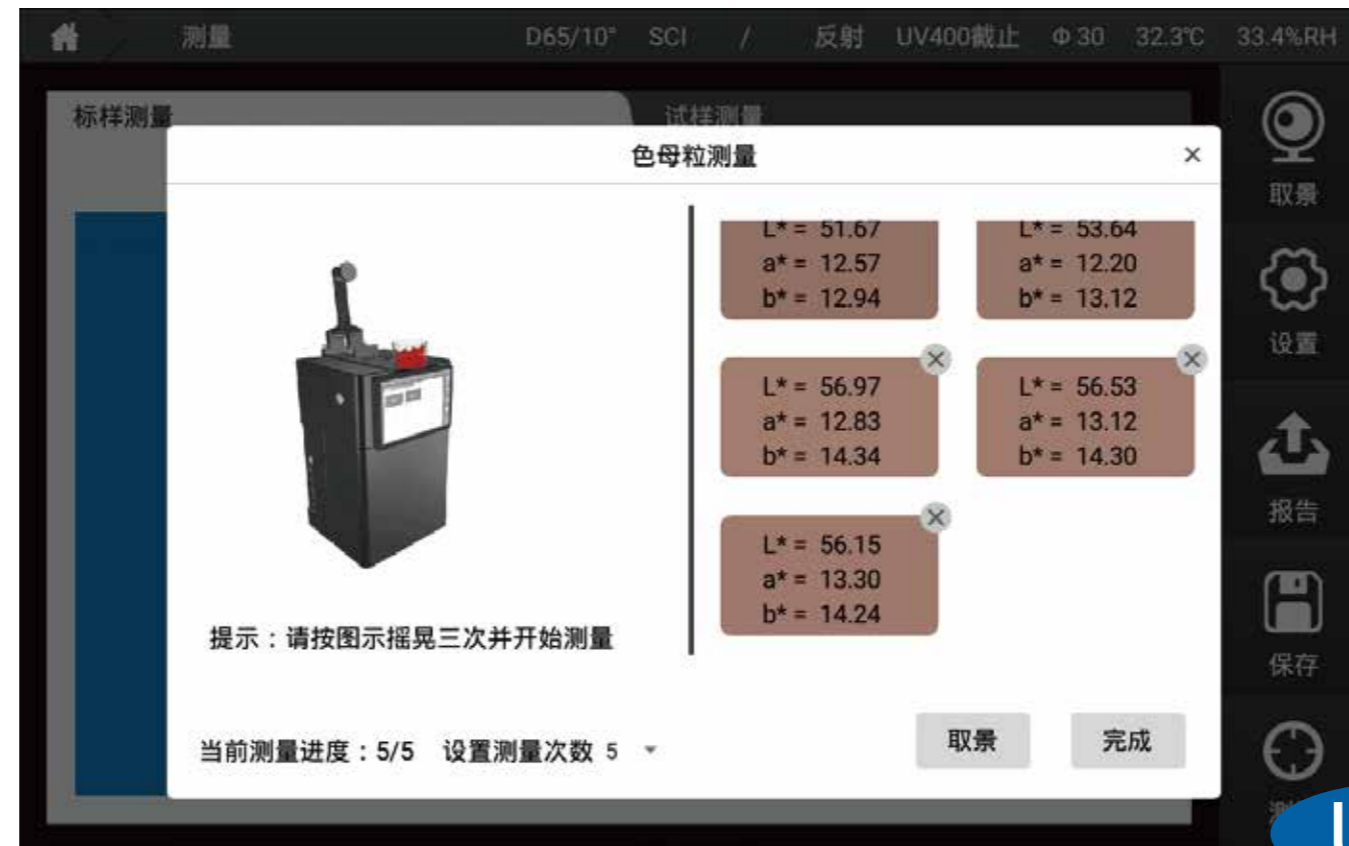 测量 D65/10° SCI / 反射 UV400截止 Φ30 32.3℃ 33.4%RH
标样测量 试样测量
色母粒测量 ×
L* = 51.67
a* = 12.57
b* = 12.94
L* = 53.64
a* = 12.20
b* = 13.12
L* = 56.97
a* = 12.83
b* = 14.34
L* = 56.53
a* = 13.12
b* = 14.30
L* = 56.15
a* = 13.30
b* = 14.24
提示：请按图示摇晃三次并开始测量
当前测量进度：5/5 设置测量次数 5
取景 完成
取景
设置
报告
保存